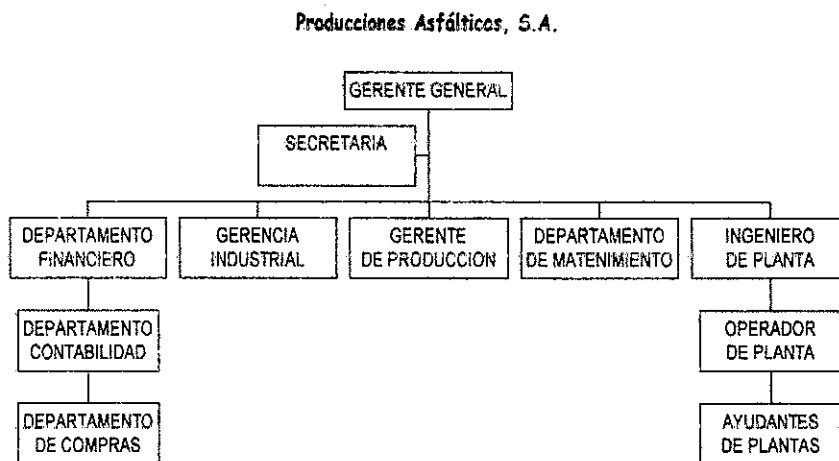 Producciones Asfálticas, S.A.
GERENTE GENERAL
SECRETARIA
DEPARTAMENTO
FINANCIERO
GERENCIA
INDUSTRIAL
GERENTE
DE PRODUCCION
DEPARTAMENTO
DE MATENIMIENTO
INGENIERO
DE PLANTA
DEPARTAMENTO
CONTABILIDAD
OPERADOR
DE PLANTA
DEPARTAMENTO
DE COMPRAS
AYUDANTES
DE PLANTAS